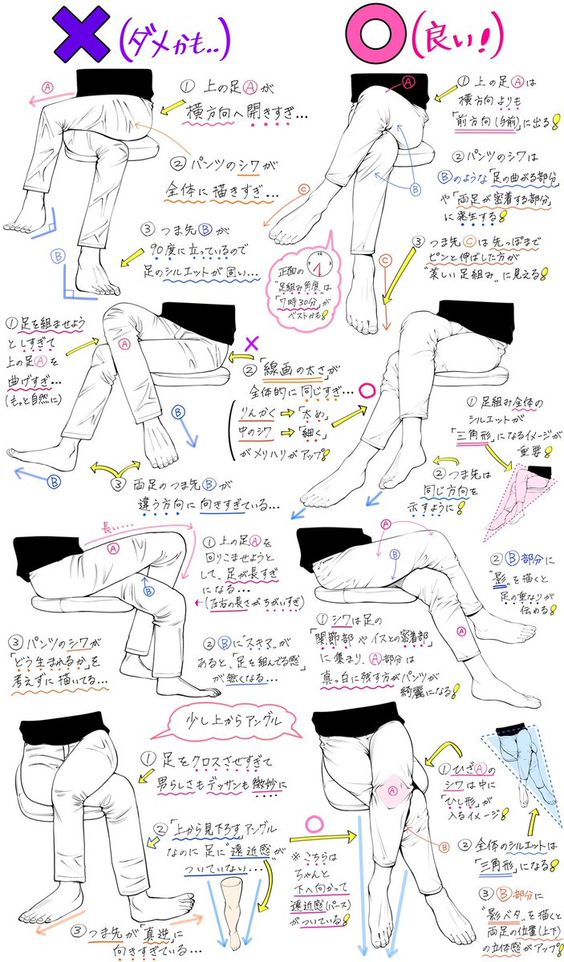 (ダメかも..)
(良い!)
Ⓐ
① 上の足Ⓐが
横方向へ開きすぎ…
② パンツのシワが
全体に描きすぎ…
③ つま先Ⓑが
90度に立っているので
足のシルエットが固い…
Ⓑ
Ⓐ
① 上の足Ⓐは
横方向よりも
「前方向(手前)」に出る!
② パンツのシワは
Ⓑのような「足の曲がる部分」
や「両足が密着する部分」
に発生する!
③ つま先Ⓒは先っぽまで
ピンと伸ばした方が
“美しい足組み”に見える!
Ⓑ
Ⓒ
Ⓒ
正面の
“足組み角度”は
「7時30分」が
ベストかも!
① 足を組ませよう
としすぎて
上の足Ⓐを
曲げすぎ…
(もっと自然に)
Ⓐ
Ⓑ
Ⓑ
② 「線画の太さ」が
全体的に同じすぎ…
りんかく→「太め」
中のシワ→「細く」
がメリハリがアップ!
③ 両足のつま先Ⓑが
違う方向に向きすぎている…
① 足組み全体の
シルエットが
「三角形」になるイメージが
重要!
② つま先は
同じ方向を
示すように!
長い…
Ⓐ
Ⓑ
① 上の足Ⓐを
回りこませようと
して、足が長すぎ
になる…
(左右の長さがちがいすぎ)
② Ⓑに“スキマ”が
あると、「足を組んでる感」
が無くなる…
③ パンツのシワが
「どう生まれるか」を
考えずに描いてる…
Ⓐ
Ⓑ
Ⓐ
① シワは足の
「関節部やイスとの密着部」
に集まり、Ⓐ部分は
真っ白に残す方がパンツが
綺麗になる!
② Ⓑ部分に
“影”を描くと
足の重なりが
伝わる!
少し上からアングル
① 足をクロスさせすぎて
男らしさもデッサンも微妙に
② 「上から見下ろすアングル」
なのに足に“遠近感”が
ついていない…
③ つま先が「真逆」に
向きすぎている…
※こちらは
ちゃんと
下へ向かって
遠近感(パース)
がついている!
Ⓐ
① ひざⒶの
シワは中に
「ひし形」が
入るイメージ!
② 全体のシルエットは
「三角形」になる!
③ Ⓑ部分に
“影ベタ”を描くと
両足の位置(上下)
の立体感がアップ!